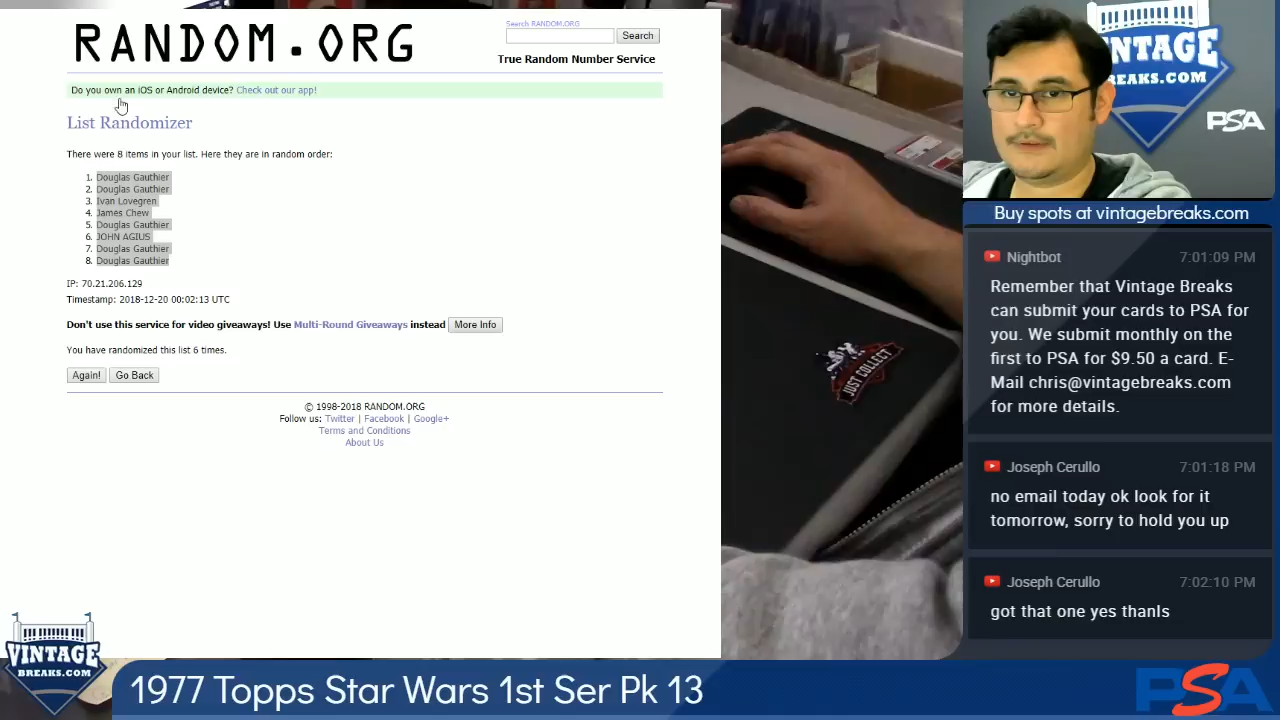 RANDOM.ORG
Search RANDOM.ORG
Search
True Random Number Service
Do you own an iOS or Android device? Check out our app!
List Randomizer
There were 8 items in your list. Here they are in random order:
1. Douglas Gauthier
2. Douglas Gauthier
3. Ivan Lovegren
4. James Chew
5. Douglas Gauthier
6. JOHN AGIUS
7. Douglas Gauthier
8. Douglas Gauthier
IP: 70.21.206.129
Timestamp: 2018-12-20 00:02:13 UTC
Don't use this service for video giveaways! Use Multi-Round Giveaways instead More Info
You have randomized this list 6 times.
Again! Go Back
© 1998-2018 RANDOM.ORG
Follow us: Twitter | Facebook | Google+
Terms and Conditions
About Us
JUST COLLECT
VINTAGE
BREAKS.COM
PSA
Buy spots at vintagebreaks.com
Nightbot 7:01:09 PM
Remember that Vintage Breaks
can submit your cards to PSA for
you. We submit monthly on the
first to PSA for $9.50 a card. E-
Mail chris@vintagebreaks.com
for more details.
Joseph Cerullo 7:01:18 PM
no email today ok look for it
tomorrow, sorry to hold you up
Joseph Cerullo 7:02:10 PM
got that one yes thanls
VINTAGE
BREAKS.COM
1977 Topps Star Wars 1st Ser Pk 13
PSA